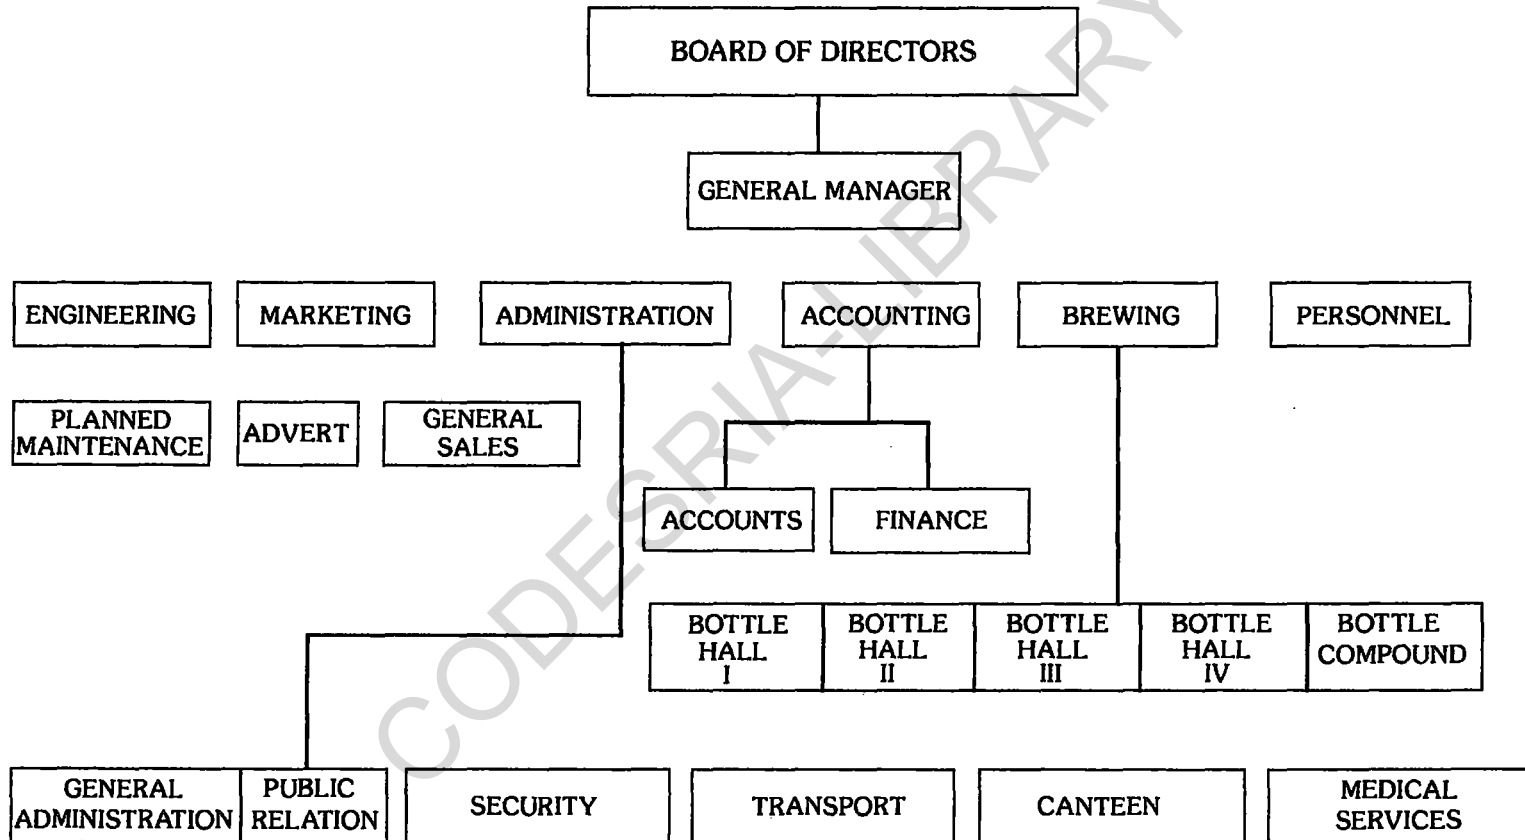 BOARD OF DIRECTORS
GENERAL MANAGER
ENGINEERING
MARKETING
ADMINISTRATION
ACCOUNTING
BREWING
PERSONNEL
PLANNED
MAINTENANCE
ADVERT
GENERAL
SALES
ACCOUNTS
FINANCE
BOTTLE
HALL
I
BOTTLE
HALL
II
BOTTLE
HALL
III
BOTTLE
HALL
IV
BOTTLE
COMPOUND
GENERAL
ADMINISTRATION
PUBLIC
RELATION
SECURITY
TRANSPORT
CANTEEN
MEDICAL
SERVICES
CODESRIA-LIBRARY